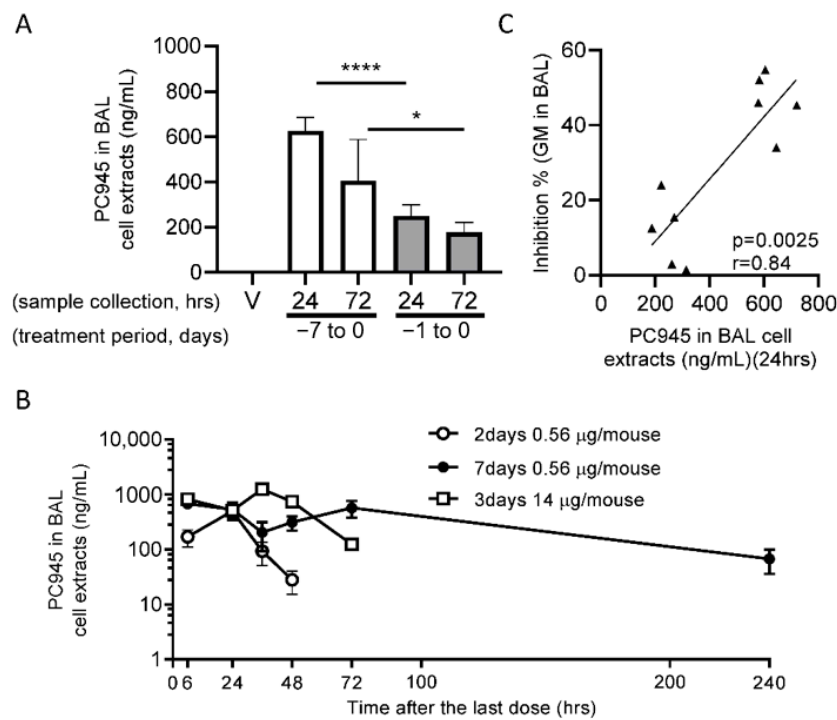 A
PC945 in BAL
cell extracts (ng/mL)
1000
800
600
400
200
0
****
*
(sample collection, hrs) V 24 72 24 72
(treatment period, days) −7 to 0 −1 to 0
C
Inhibition % (GM in BAL)
60
40
20
0
p=0.0025
r=0.84
0 200 400 600 800
PC945 in BAL cell
extracts (ng/mL)(24hrs)
B
PC945 in BAL
cell extracts (ng/mL)
10,000
1000
100
10
1
2days 0.56 µg/mouse
7days 0.56 µg/mouse
3days 14 µg/mouse
0 6 24 48 72 100 200 240
Time after the last dose (hrs)